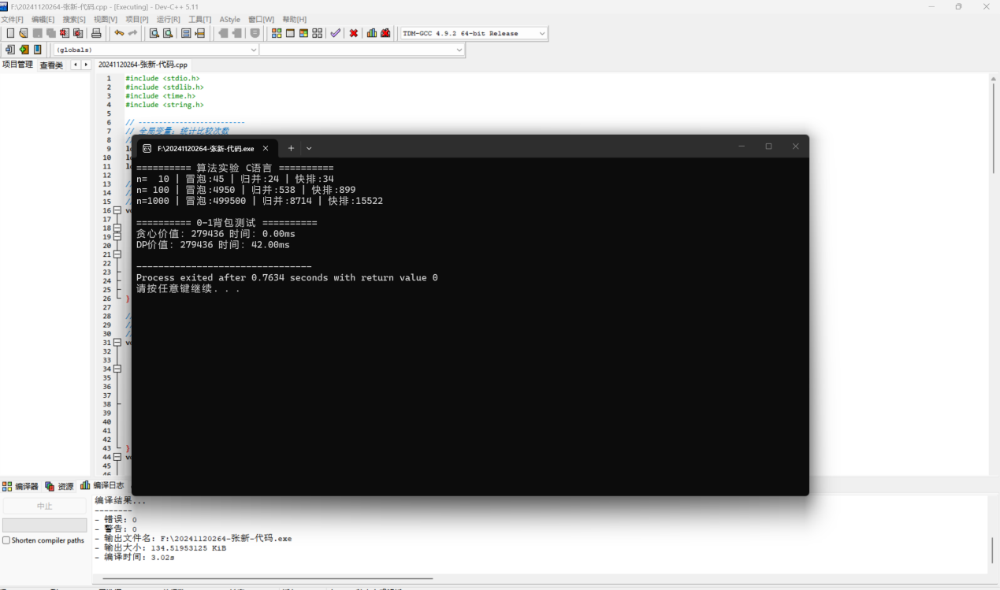 F:\20241120264-张新-代码.cpp - [Executing] - Dev-C++ 5.11
文件[F] 编辑[E] 搜索[S] 视图[V] 项目[P] 运行[R] 工具[T] AStyle 窗口[W] 帮助[H]
TDM-GCC 4.9.2 64-bit Release
(globals)
项目管理 查看类 20241120264-张新-代码.cpp
1 #include <stdio.h>
2 #include <stdlib.h>
3 #include <time.h>
4 #include <string.h>
5
6 // --------------------------
7 // 全局变量：统计比较次数
8 //
9
10
11
12
13 //
14 //
15 //
16
17
18
19
20
21
22
23
24
25
26 }
27
28 //
29 //
30 //
31
32
33
34
35
36
37
38
39
40
41
42
43 }
44
45
46
F:\20241120264-张新-代码.exe
========== 算法实验 C语言 ==========
n=  10 | 冒泡:45 | 归并:24 | 快排:34
n= 100 | 冒泡:4950 | 归并:538 | 快排:899
n=1000 | 冒泡:499500 | 归并:8714 | 快排:15522
========== 0-1背包测试 ==========
贪心价值: 279436 时间: 0.00ms
DP价值: 279436 时间: 42.00ms
--------------------------------
Process exited after 0.7634 seconds with return value 0
请按任意键继续. . .
编译器 资源 编译日志
中止
Shorten compiler paths
编译结果...
--------
- 错误: 0
- 警告: 0
- 输出文件名: F:\20241120264-张新-代码.exe
- 输出大小: 134.51953125 KiB
- 编译时间: 3.02s